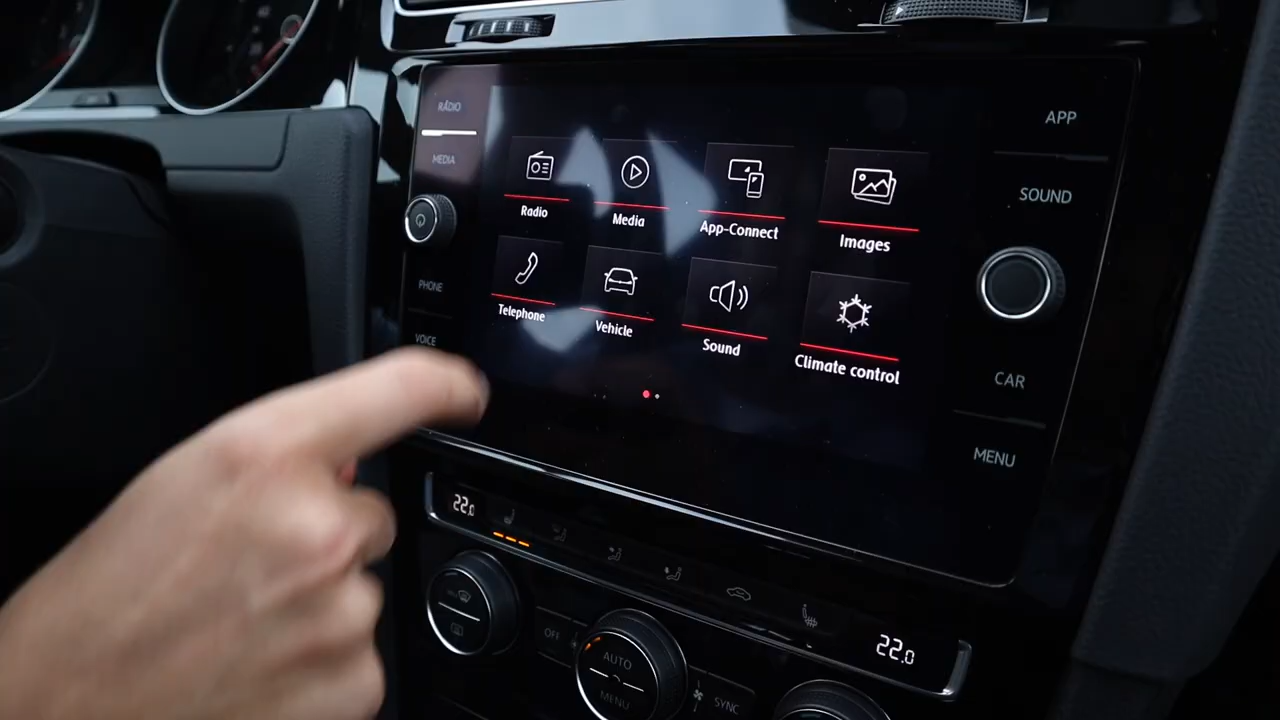 RADIO
MEDIA
PHONE
VOICE
Radio
Media
App-Connect
Images
Telephone
Vehicle
Sound
Climate control
APP
SOUND
CAR
MENU
22.0
22.0
OFF
AUTO
MENU
SYNC